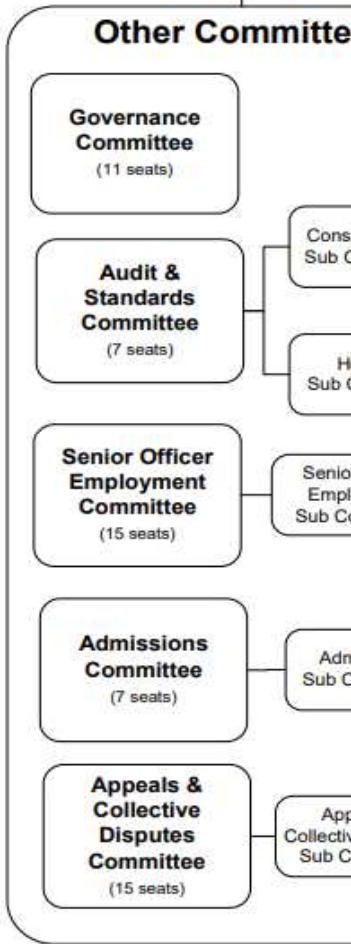 Other Committe
Governance
Committee
(11 seats)
Audit &
Standards
Committee
(7 seats)
Cons
Sub C
H
Sub C
Senior Officer
Employment
Committee
(15 seats)
Senio
Empl
Sub Co
Admissions
Committee
(7 seats)
Adm
Sub C
Appeals &
Collective
Disputes
Committee
(15 seats)
App
Collectiv
Sub C